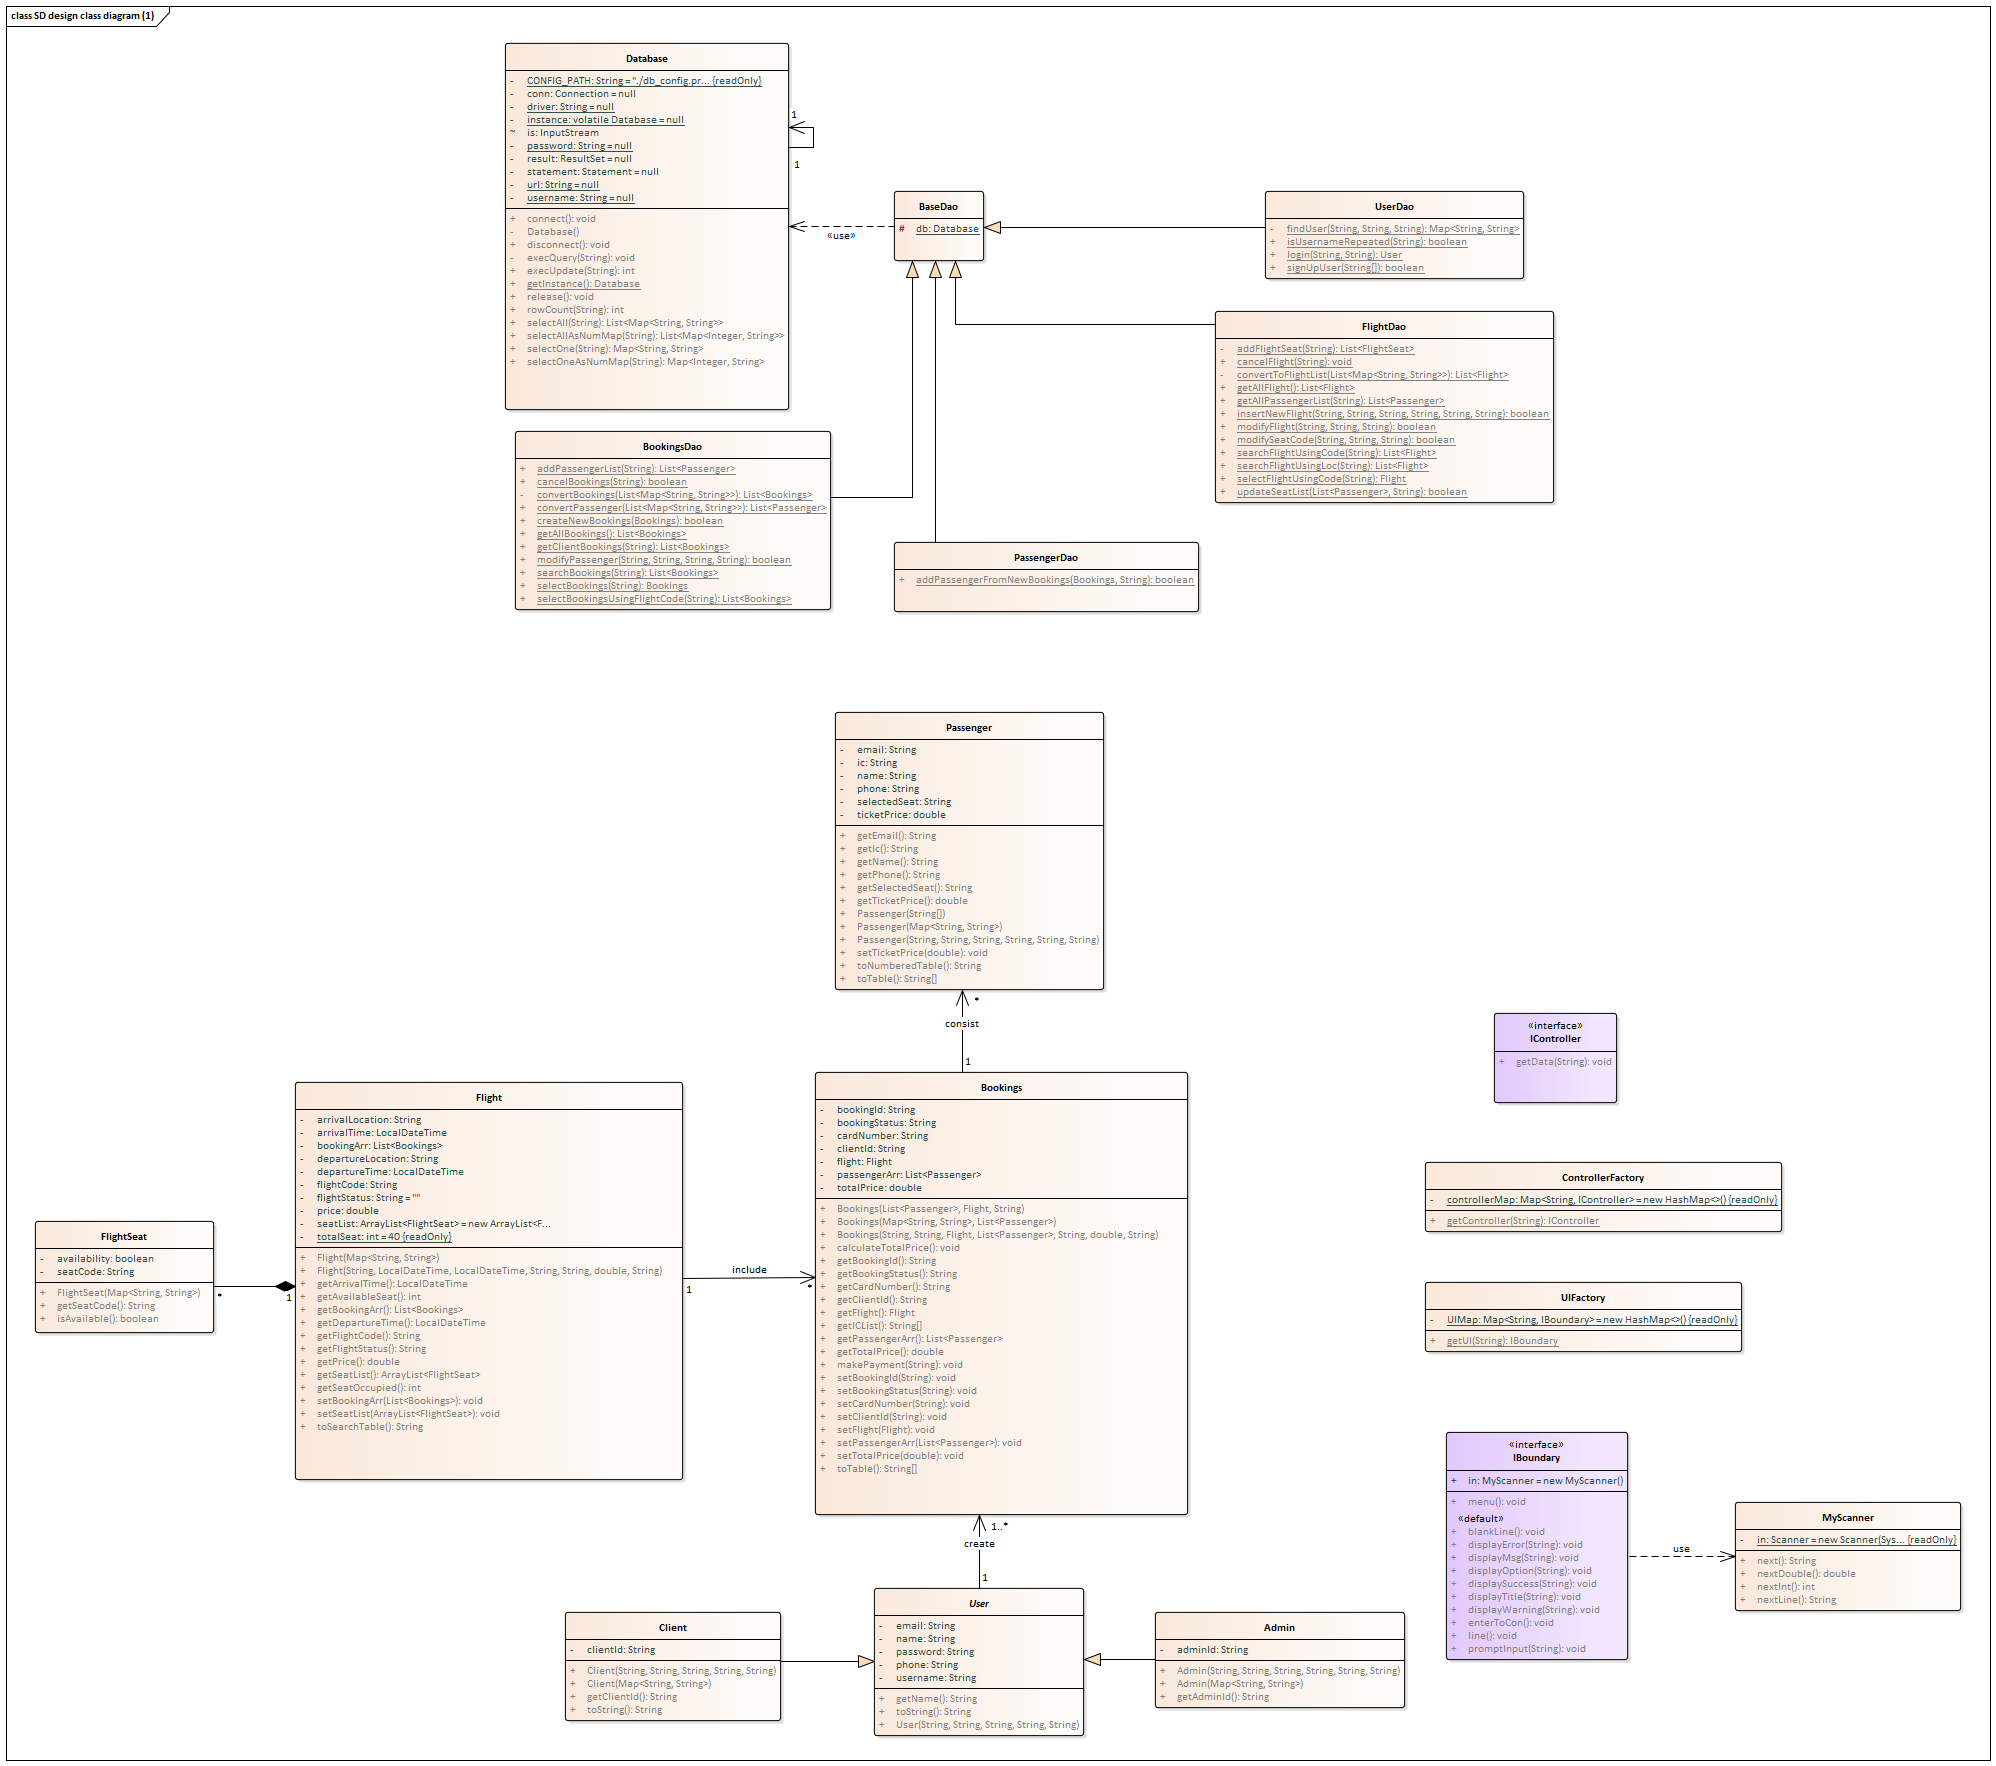 class SD design class diagram (1)
Database
- CONFIG_PATH: String = "./db_config.pr... {readOnly}
- conn: Connection = null
- driver: String = null
- instance: volatile Database = null
~ is: InputStream
- password: String = null
- result: ResultSet = null
- statement: Statement = null
- url: String = null
- username: String = null
+ connect(): void
- Database()
+ disconnect(): void
- execQuery(String): void
+ execUpdate(String): int
+ getInstance(): Database
+ release(): void
+ rowCount(String): int
+ selectAll(String): List<Map<String, String>>
+ selectAllAsNumMap(String): List<Map<Integer, String>>
+ selectOne(String): Map<String, String>
+ selectOneAsNumMap(String): Map<Integer, String>
1
1
«use»
BaseDao
# db: Database
UserDao
- findUser(String, String, String): Map<String, String>
+ isUsernameRepeated(String): boolean
+ login(String, String): User
+ signUpUser(String[]): boolean
FlightDao
- addFlightSeat(String): List<FlightSeat>
+ cancelFlight(String): void
- convertToFlightList(List<Map<String, String>>): List<Flight>
+ getAllFlight(): List<Flight>
+ getAllPassengerList(String): List<Passenger>
+ insertNewFlight(String, String, String, String, String, String): boolean
+ modifyFlight(String, String, String): boolean
+ modifySeatCode(String, String, String): boolean
+ searchFlightUsingCode(String): List<Flight>
+ searchFlightUsingLoc(String): List<Flight>
+ selectFlightUsingCode(String): Flight
+ updateSeatList(List<Passenger>, String): boolean
BookingsDao
+ addPassengerList(String): List<Passenger>
+ cancelBookings(String): boolean
- convertBookings(List<Map<String, String>>): List<Bookings>
+ convertPassenger(List<Map<String, String>>): List<Passenger>
+ createNewBookings(Bookings): boolean
+ getAllBookings(): List<Bookings>
+ getClientBookings(String): List<Bookings>
+ modifyPassenger(String, String, String, String): boolean
+ searchBookings(String): List<Bookings>
+ selectBookings(String): Bookings
+ selectBookingsUsingFlightCode(String): List<Bookings>
PassengerDao
+ addPassengerFromNewBookings(Bookings, String): boolean
Passenger
- email: String
- ic: String
- name: String
- phone: String
- selectedSeat: String
- ticketPrice: double
+ getEmail(): String
+ getIc(): String
+ getName(): String
+ getPhone(): String
+ getSelectedSeat(): String
+ getTicketPrice(): double
+ Passenger(String[])
+ Passenger(Map<String, String>)
+ Passenger(String, String, String, String, String, String)
+ setTicketPrice(double): void
+ toNumberedTable(): String
+ toTable(): String[]
*
consist
1
«interface»
IController
+ getData(String): void
Flight
- arrivalLocation: String
- arrivalTime: LocalDateTime
- bookingArr: List<Bookings>
- departureLocation: String
- departureTime: LocalDateTime
- flightCode: String
- flightStatus: String = ""
- price: double
- seatList: ArrayList<FlightSeat> = new ArrayList<F...
- totalSeat: int = 40 {readOnly}
+ Flight(Map<String, String>)
+ Flight(String, LocalDateTime, LocalDateTime, String, String, double, String)
+ getArrivalTime(): LocalDateTime
+ getAvailableSeat(): int
+ getBookingArr(): List<Bookings>
+ getDepartureTime(): LocalDateTime
+ getFlightCode(): String
+ getFlightStatus(): String
+ getPrice(): double
+ getSeatList(): ArrayList<FlightSeat>
+ getSeatOccupied(): int
+ setBookingArr(List<Bookings>): void
+ setSeatList(ArrayList<FlightSeat>): void
+ toSearchTable(): String
FlightSeat
- availability: boolean
- seatCode: String
+ FlightSeat(Map<String, String>)
+ getSeatCode(): String
+ isAvailable(): boolean
*
1
include
1
*
Bookings
- bookingId: String
- bookingStatus: String
- cardNumber: String
- clientId: String
- flight: Flight
- passengerArr: List<Passenger>
- totalPrice: double
+ Bookings(List<Passenger>, Flight, String)
+ Bookings(Map<String, String>, List<Passenger>)
+ Bookings(String, String, Flight, List<Passenger>, String, double, String)
+ calculateTotalPrice(): void
+ getBookingId(): String
+ getBookingStatus(): String
+ getCardNumber(): String
+ getClientId(): String
+ getFlight(): Flight
+ getICList(): String[]
+ getPassengerArr(): List<Passenger>
+ getTotalPrice(): double
+ makePayment(String): void
+ setBookingId(String): void
+ setBookingStatus(String): void
+ setCardNumber(String): void
+ setClientId(String): void
+ setFlight(Flight): void
+ setPassengerArr(List<Passenger>): void
+ setTotalPrice(double): void
+ toTable(): String[]
ControllerFactory
- controllerMap: Map<String, IController> = new HashMap<>() {readOnly}
+ getController(String): IController
UIFactory
- UIMap: Map<String, IBoundary> = new HashMap<>() {readOnly}
+ getUI(String): IBoundary
«interface»
IBoundary
+ in: MyScanner = new MyScanner()
+ menu(): void
«default»
+ blankLine(): void
+ displayError(String): void
+ displayMsg(String): void
+ displayOption(String): void
+ displaySuccess(String): void
+ displayTitle(String): void
+ displayWarning(String): void
+ enterToCon(): void
+ line(): void
+ promptInput(String): void
use
MyScanner
- in: Scanner = new Scanner(Sys... {readOnly}
+ next(): String
+ nextDouble(): double
+ nextInt(): int
+ nextLine(): String
1..*
create
1
Client
- clientId: String
+ Client(String, String, String, String, String)
+ Client(Map<String, String>)
+ getClientId(): String
+ toString(): String
User
- email: String
- name: String
- password: String
- phone: String
- username: String
+ getName(): String
+ toString(): String
+ User(String, String, String, String, String)
Admin
- adminId: String
+ Admin(String, String, String, String, String, String)
+ Admin(Map<String, String>)
+ getAdminId(): String